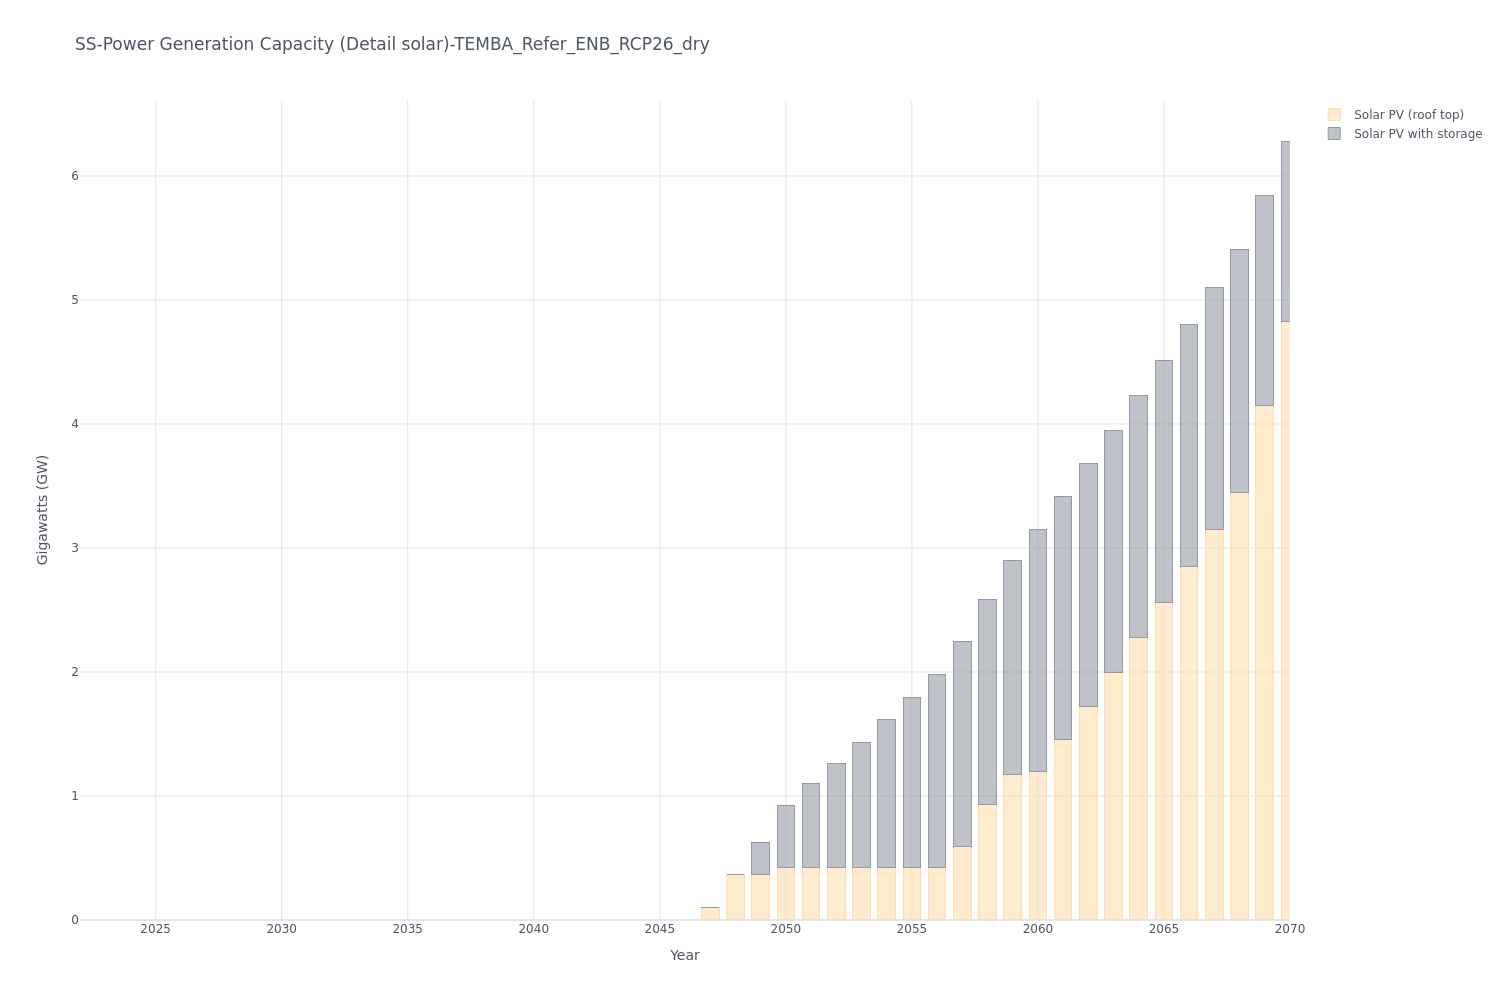 SS-Power Generation Capacity (Detail solar)-TEMBA_Refer_ENB_RCP26_dry
Solar PV (roof top)
Solar PV with storage
6
5
4
3
2
1
0
Gigawatts (GW)
2025 2030 2035 2040 2045 2050 2055 2060 2065 2070
Year